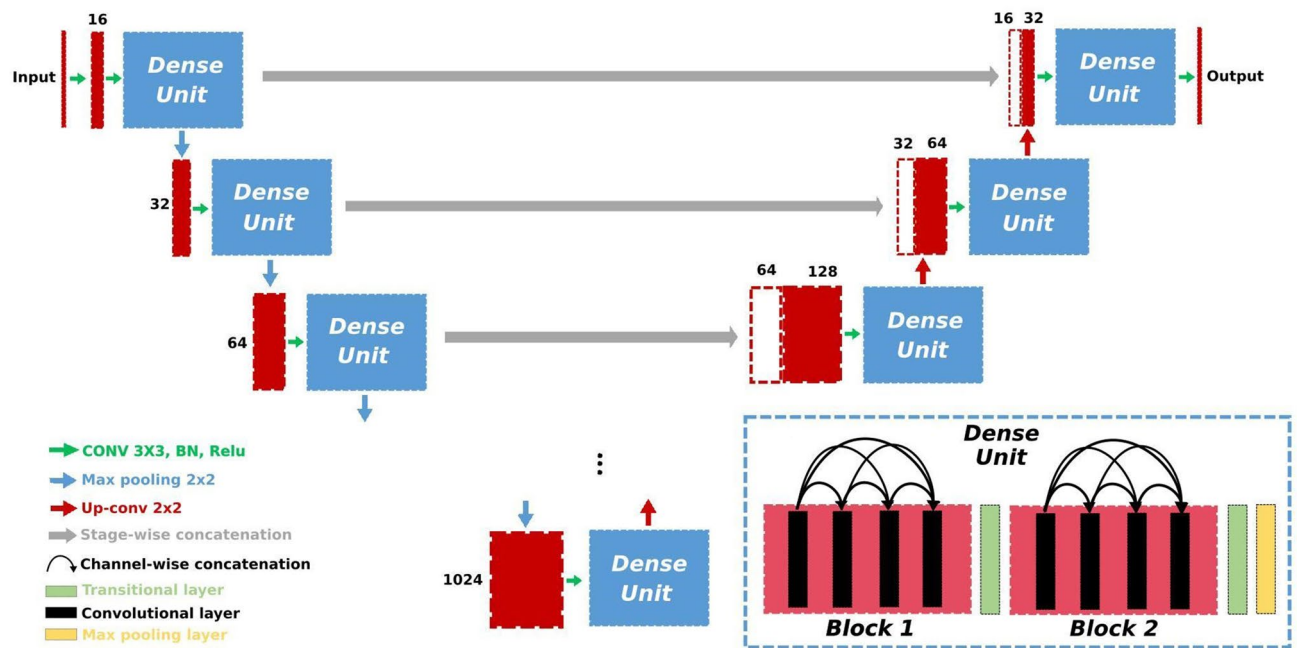 16
Input
Dense
Unit
16 32
Dense
Unit
Output
32
Dense
Unit
32 64
Dense
Unit
64
Dense
Unit
64 128
Dense
Unit
CONV 3X3, BN, Relu
Max pooling 2x2
Up-conv 2x2
Stage-wise concatenation
Channel-wise concatenation
Transitional layer
Convolutional layer
Max pooling layer
...
1024
Dense
Unit
Dense
Unit
Block 1
Block 2